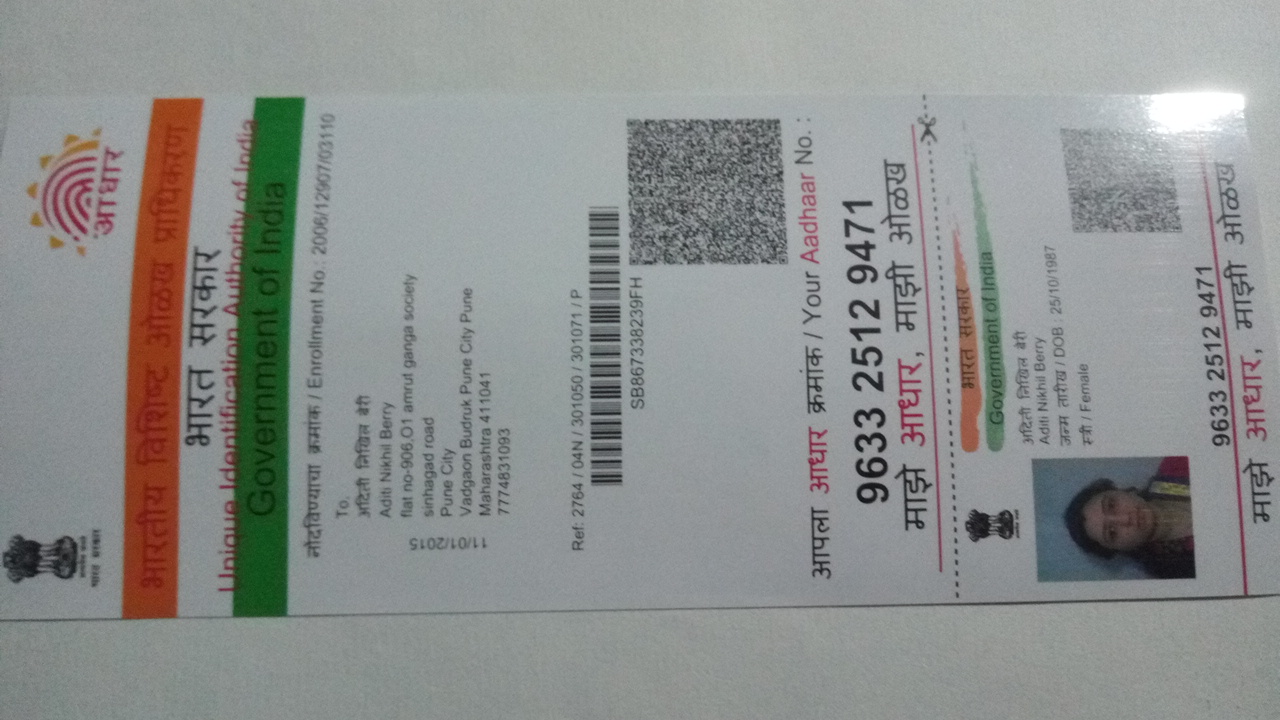 आधार
भारत सरकार
भारतीय विशिष्ट ओळख प्राधिकरण
भारत सरकार
Unique Identification Authority of India
Government of India
नोंदविण्याचा क्रमांक / Enrollment No.: 2006/12907/03110
To,
अदिती निखिल बेरी
Aditi Nikhil Berry
flat no-906,O1 amrut ganga society
sinhagad road
Pune City
Vadgaon Budruk Pune City Pune
Maharashtra 411041
7774831093
11/01/2015
Ref: 2764 / 04N / 301050 / 301071 / P
SB867338239FH
आपला आधार क्रमांक / Your Aadhaar No. :
9633 2512 9471
माझे आधार, माझी ओळख
भारत सरकार
Government of India
अदिती निखिल बेरी
Aditi Nikhil Berry
जन्म तारीख / DOB : 25/10/1987
स्त्री / Female
9633 2512 9471
माझे आधार, माझी ओळख